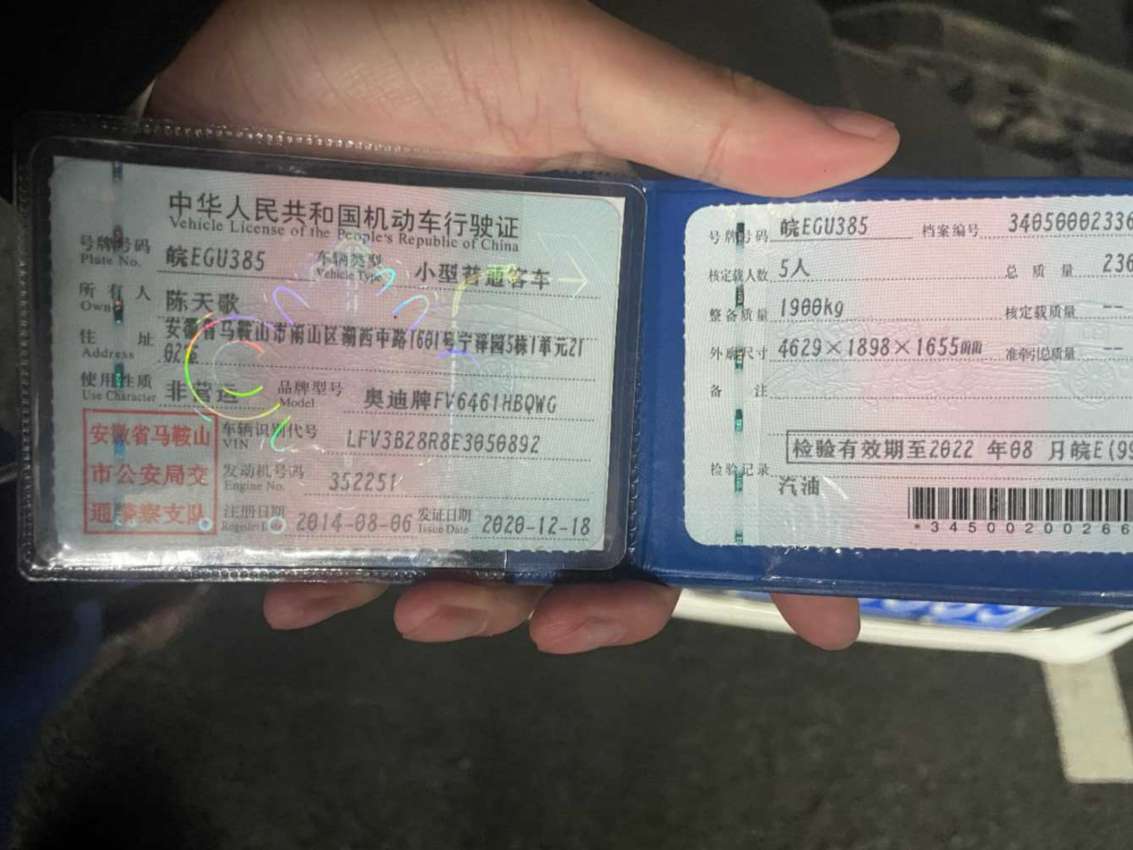 中华人民共和国机动车行驶证
Vehicle License of the People's Republic of China
号牌号码 皖EGU385 车辆类型 小型普通客车
Plate No. Vehicle Type
所有人 陈天歌
Owner
住址 安徽省马鞍山市雨山区湖西中路1601号宁泽园5栋1单元21
Address 02室
使用性质 非营运 品牌型号 奥迪牌FV6461HBQWG
Use Character Model
安徽省马鞍山
市公安局交
通警察支队
车辆识别代号 LFV3B28R8E3050892
VIN
发动机号码 352251
Engine No.
注册日期 2014-08-06 发证日期 2020-12-18
Register Date Issue Date
号牌号码 皖EGU385 档案编号 34050002336
核定载人数 5人 总质量 236
整备质量 1900kg 核定载质量 --
外廓尺寸 4629×1898×1655mm 准牵引总质量 --
备注
检验有效期至2022年08月皖E(99
检验记录
汽油
*34500200266